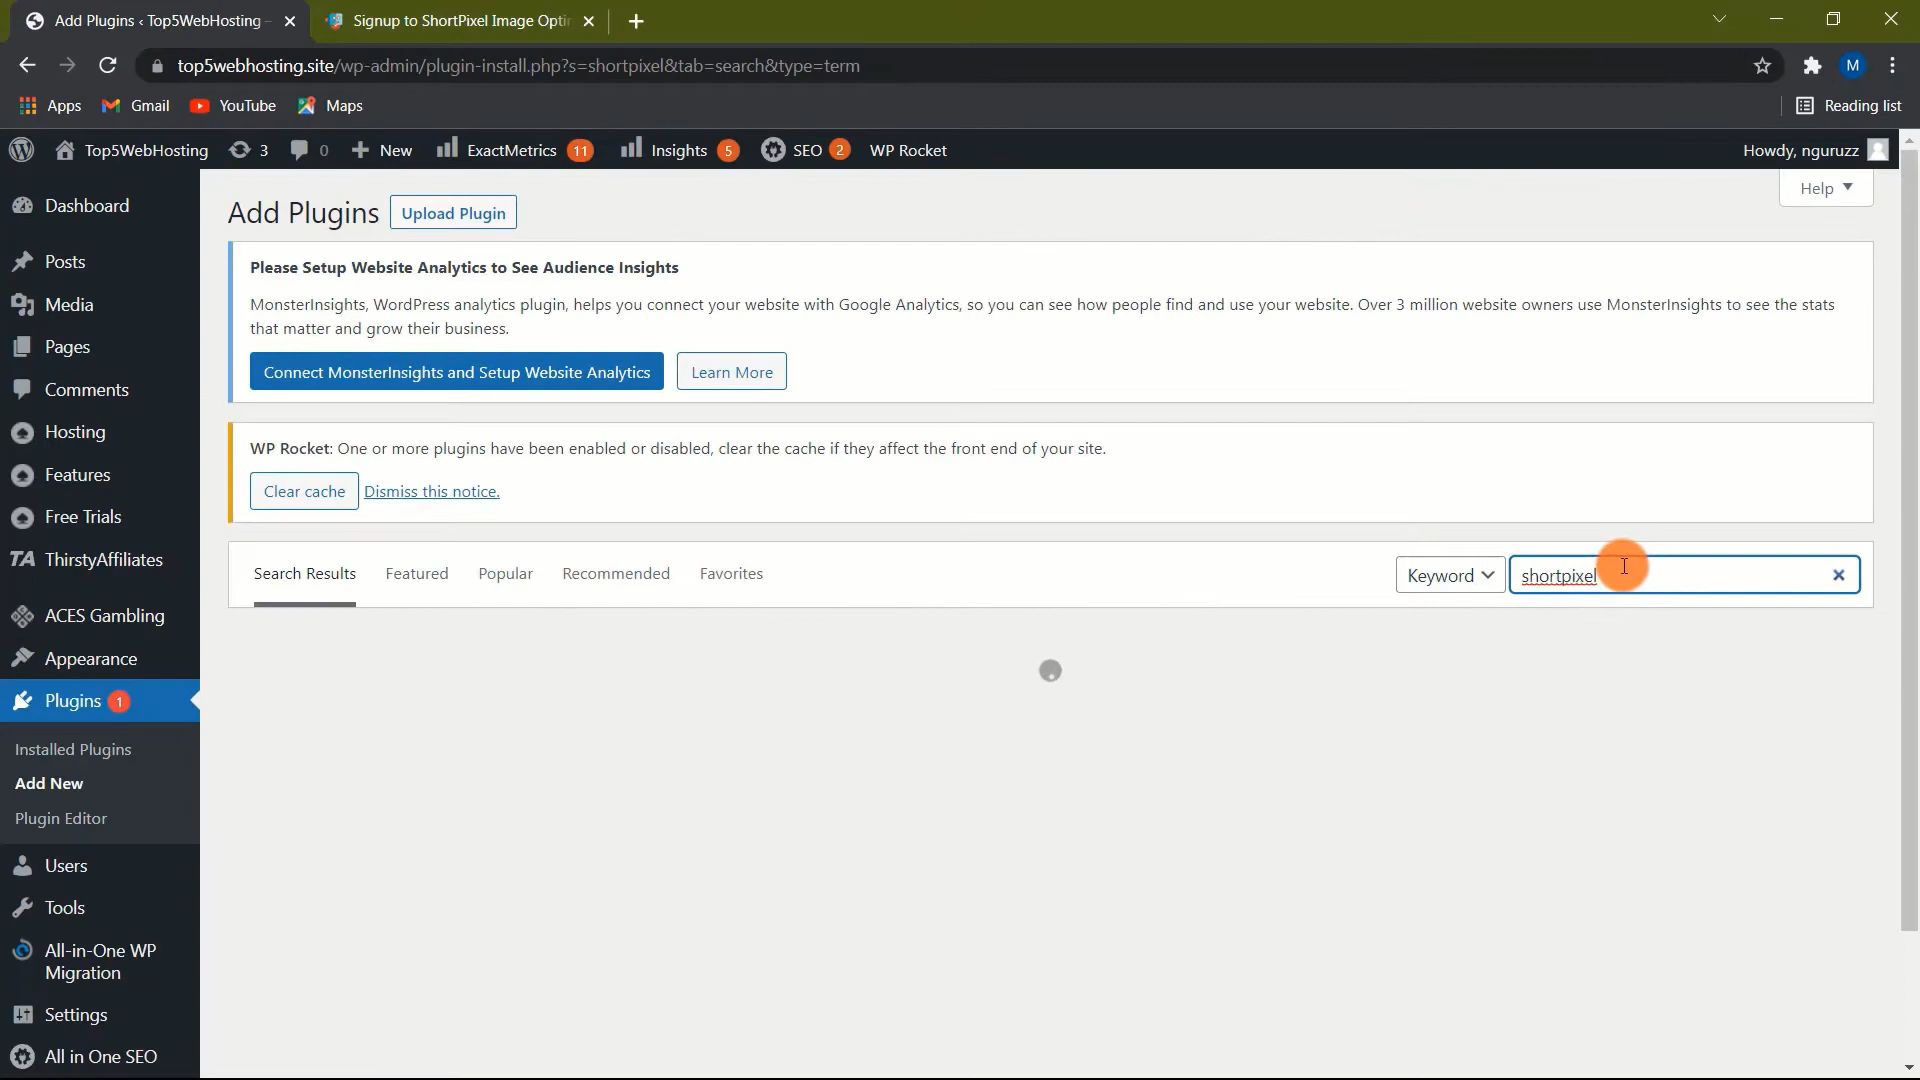 Add Plugins ‹ Top5WebHosting -
Signup to ShortPixel Image Opti
top5webhosting.site/wp-admin/plugin-install.php?s=shortpixel&tab=search&type=term
M
Apps
Gmail
YouTube
Maps
Reading list
Top5WebHosting
3
0
New
ExactMetrics 11
Insights 5
SEO 2
WP Rocket
Howdy, nguruzz
Dashboard
Posts
Media
Pages
Comments
Hosting
Features
Free Trials
TA ThirstyAffiliates
ACES Gambling
Appearance
Plugins 1
Installed Plugins
Add New
Plugin Editor
Users
Tools
All-in-One WP
Migration
Settings
All in One SEO
Help
Add Plugins
Upload Plugin
Please Setup Website Analytics to See Audience Insights
MonsterInsights, WordPress analytics plugin, helps you connect your website with Google Analytics, so you can see how people find and use your website. Over 3 million website owners use MonsterInsights to see the stats
that matter and grow their business.
Connect MonsterInsights and Setup Website Analytics
Learn More
WP Rocket: One or more plugins have been enabled or disabled, clear the cache if they affect the front end of your site.
Clear cache
Dismiss this notice.
Search Results
Featured
Popular
Recommended
Favorites
Keyword
shortpixel